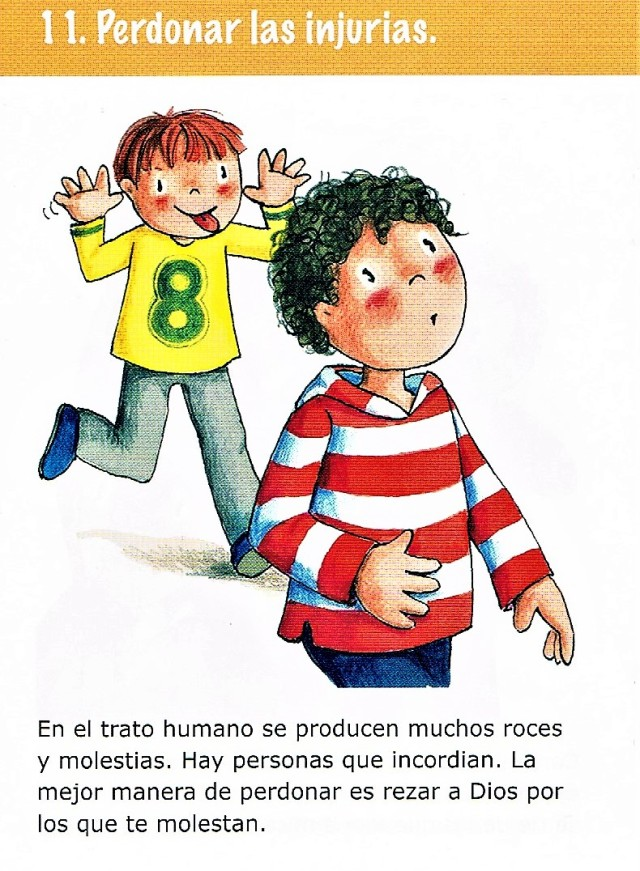 11. Perdonar las injurias.
8
En el trato humano se producen muchos roces
y molestias. Hay personas que incordian. La
mejor manera de perdonar es rezar a Dios por
los que te molestan.